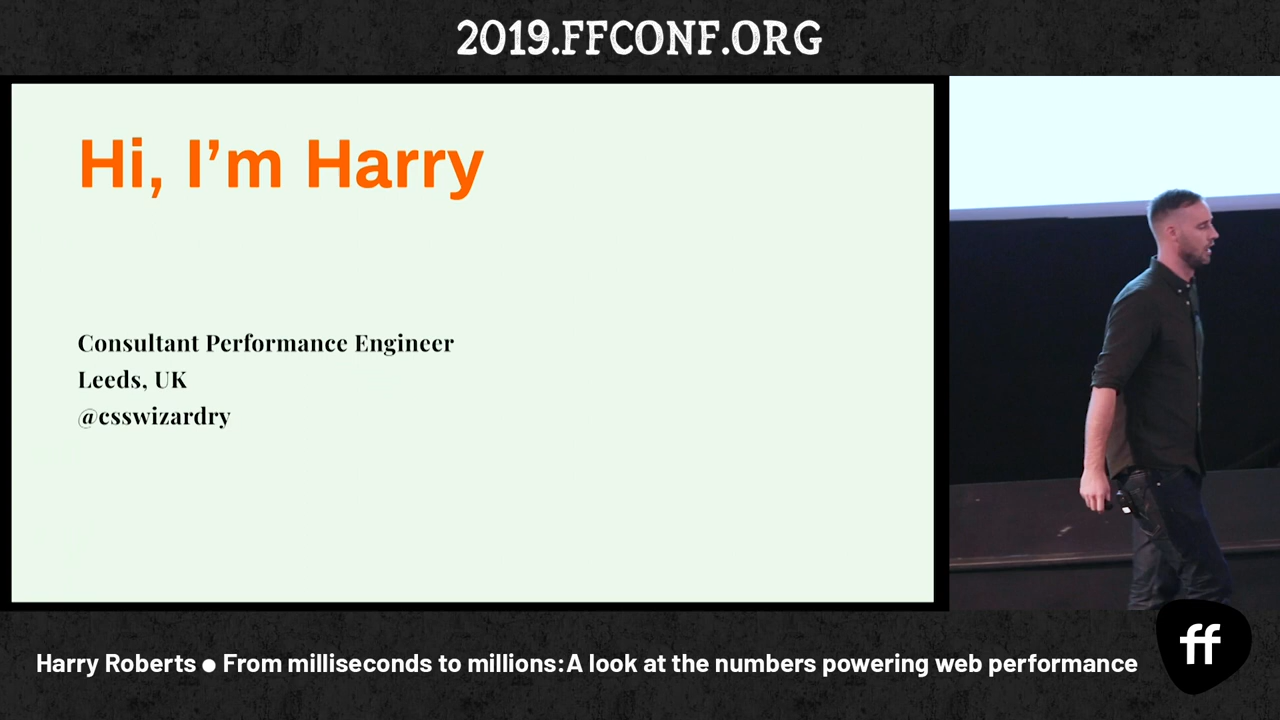 2019.FFCONF.ORG
Hi, I’m Harry
Consultant Performance Engineer
Leeds, UK
@csswizardry
Harry Roberts ● From milliseconds to millions:A look at the numbers powering web performance
ff